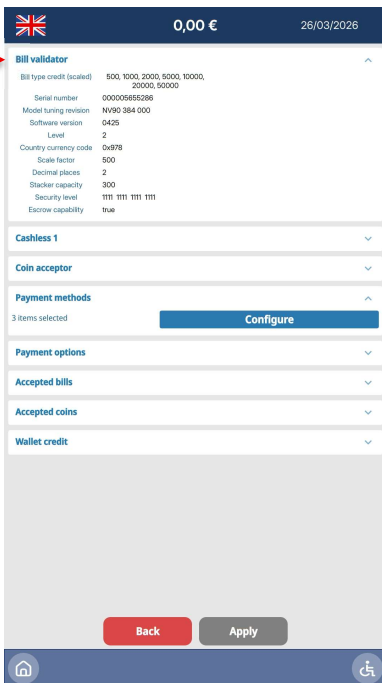 0,00 € 26/03/2026
Bill validator
Bill type credit (scaled) 500, 1000, 2000, 5000, 10000,
20000, 50000
Serial number 000005655286
Model tuning revision NV90 384 000
Software version 0425
Level 2
Country currency code 0x978
Scale factor 500
Decimal places 2
Stacker capacity 300
Security level 1111 1111 1111 1111
Escrow capability true
Cashless 1
Coin acceptor
Payment methods
3 items selected Configure
Payment options
Accepted bills
Accepted coins
Wallet credit
Back Apply